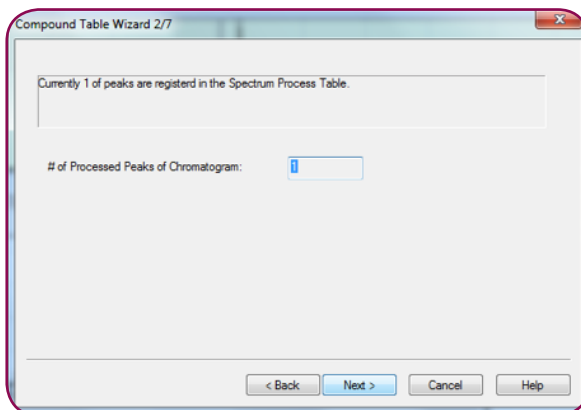 Compound Table Wizard 2/7
Currently 1 of peaks are registerd in the Spectrum Process Table.
# of Processed Peaks of Chromatogram: 1
< Back Next > Cancel Help